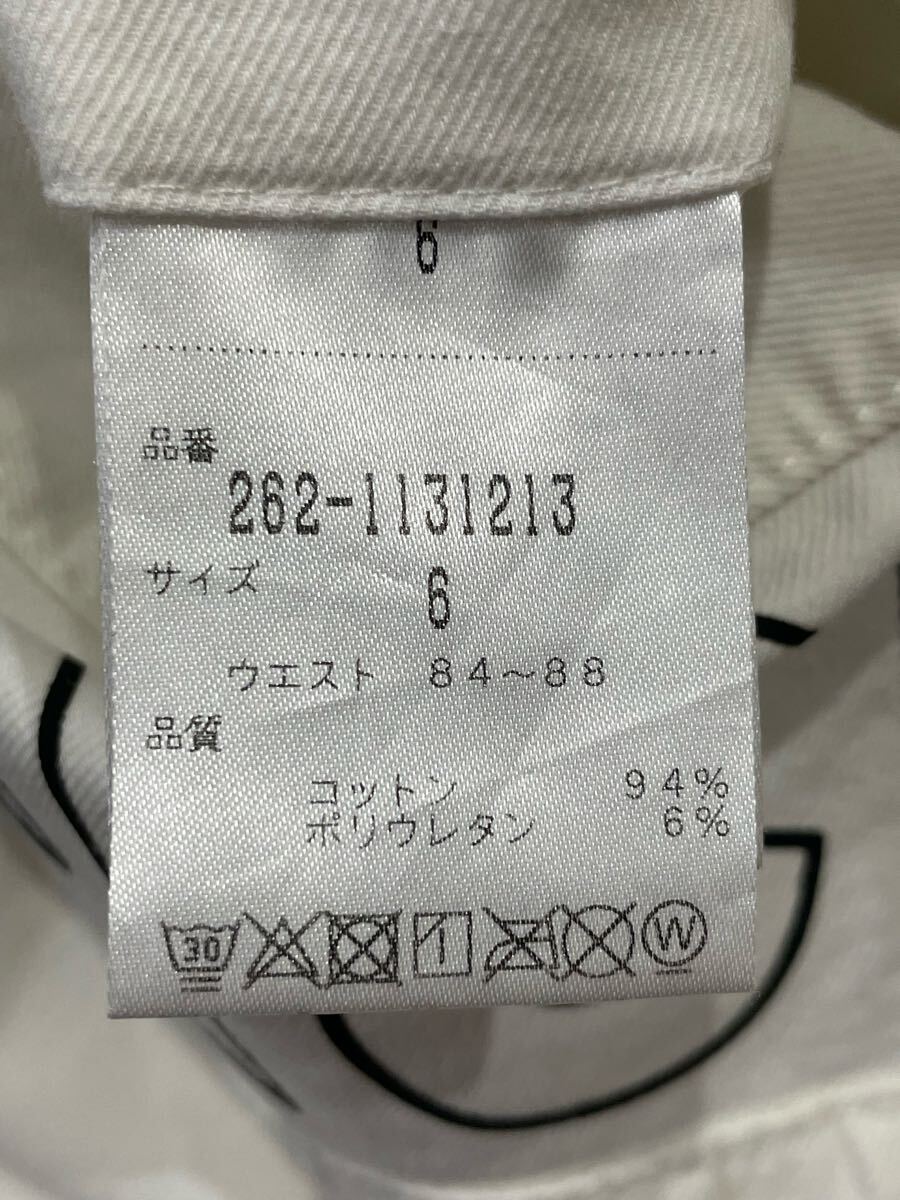 6
品番
262-1131213
サイズ
6
ウエスト 84~88
品質
コットン 94%
ポリウレタン 6%
30 1 W